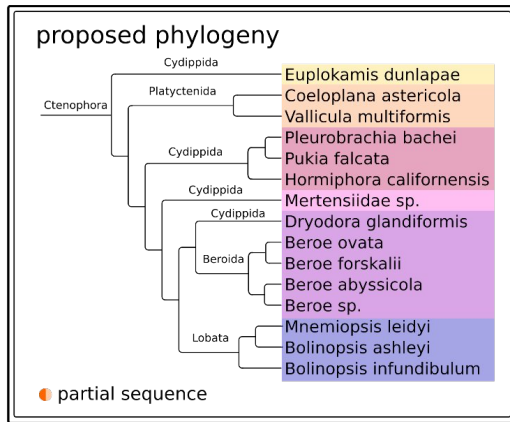 proposed phylogeny
Cydippida
Euplokamis dunlapae
Ctenophora
Platyctenida
Coeloplana astericola
Vallicula multiformis
Cydippida
Pleurobrachia bachei
Pukia falcata
Hormiphora californensis
Cydippida
Mertensiidae sp.
Cydippida
Dryodora glandiformis
Beroida
Beroe ovata
Beroe forskalii
Beroe abyssicola
Beroe sp.
Lobata
Mnemiopsis leidyi
Bolinopsis ashleyi
Bolinopsis infundibulum
partial sequence